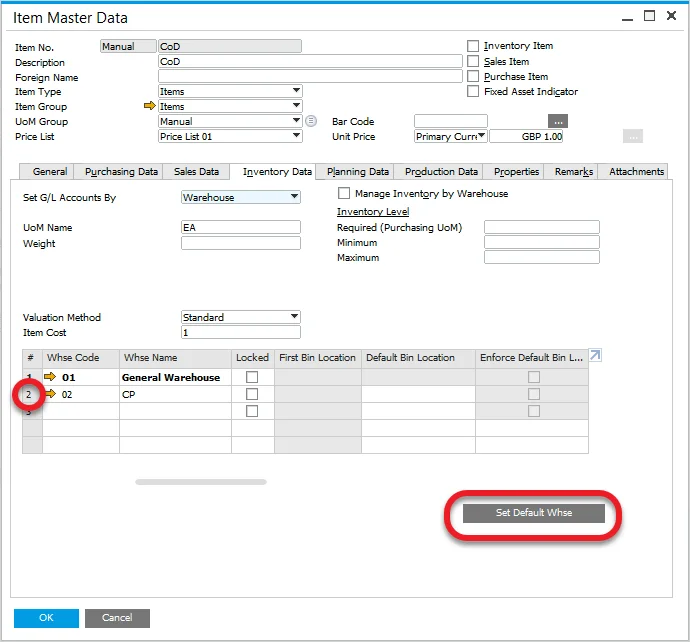 Item Master Data
Item No. Manual CoD Inventory Item
Description CoD Sales Item
Foreign Name Purchase Item
Item Type Items Fixed Asset Indicator
Item Group Items
UoM Group Manual Bar Code ...
Price List Price List 01 Unit Price Primary Curre GBP 1.00 ...
General Purchasing Data Sales Data Inventory Data Planning Data Production Data Properties Remarks Attachments
Set G/L Accounts By Warehouse Manage Inventory by Warehouse
Inventory Level
UoM Name EA Required (Purchasing UoM)
Weight Minimum
Maximum
Valuation Method Standard
Item Cost 1
# Whse Code Whse Name Locked First Bin Location Default Bin Location Enforce Default Bin L...
1 01 General Warehouse
2 02 CP
3
Set Default Whse
OK Cancel